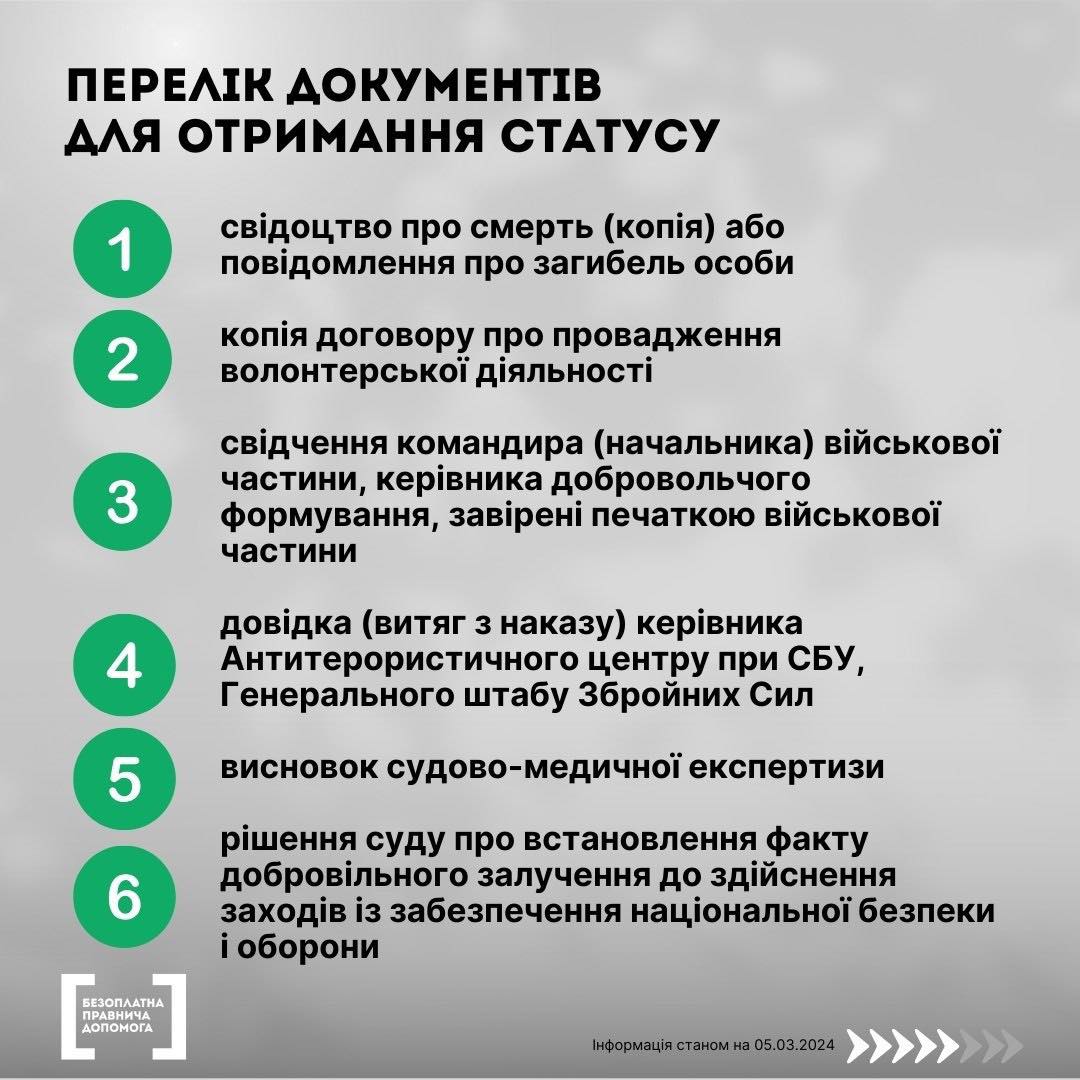 ПЕРЕЛІК ДОКУМЕНТІВ
ДЛЯ ОТРИМАННЯ СТАТУСУ
1
свідоцтво про смерть (копія) або
повідомлення про загибель особи
2
копія договору про провадження
волонтерської діяльності
3
свідчення командира (начальника) військової
частини, керівника добровольчого
формування, завірені печаткою військової
частини
4
довідка (витяг з наказу) керівника
Антитерористичного центру при СБУ,
Генерального штабу Збройних Сил
5
висновок судово-медичної експертизи
6
рішення суду про встановлення факту
добровільного залучення до здійснення
заходів із забезпечення національної безпеки
і оборони
БЕЗОПЛАТНА
ПРАВНИЧА
ДОПОМОГА
Інформація станом на 05.03.2024